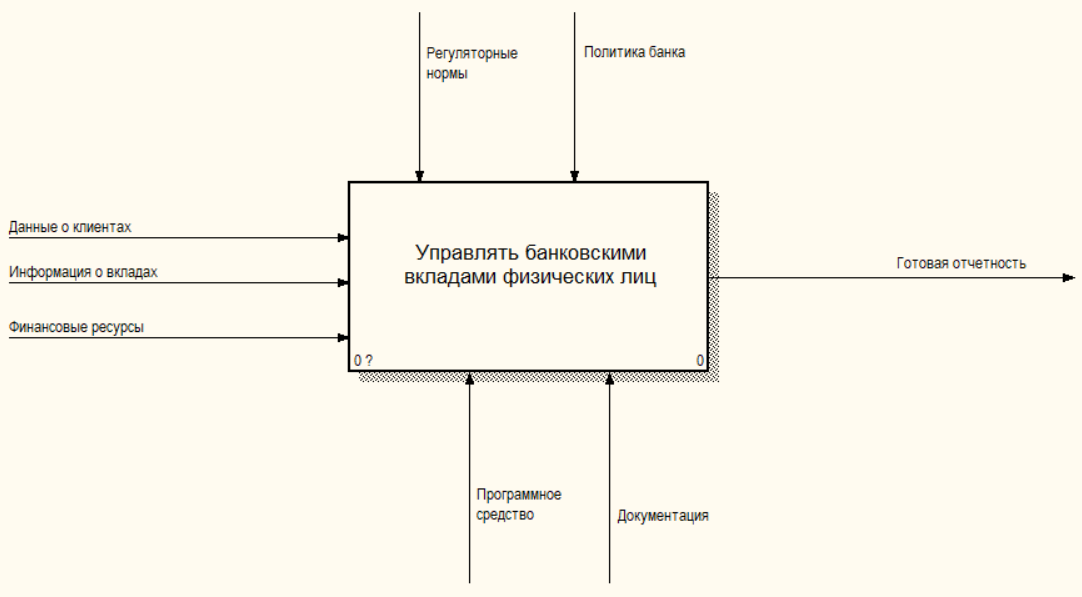 Регуляторные
нормы
Политика банка
Данные о клиентах
Информация о вкладах
Финансовые ресурсы
Управлять банковскими
вкладами физических лиц
0 ?
0
Готовая отчетность
Программное
средство
Документация